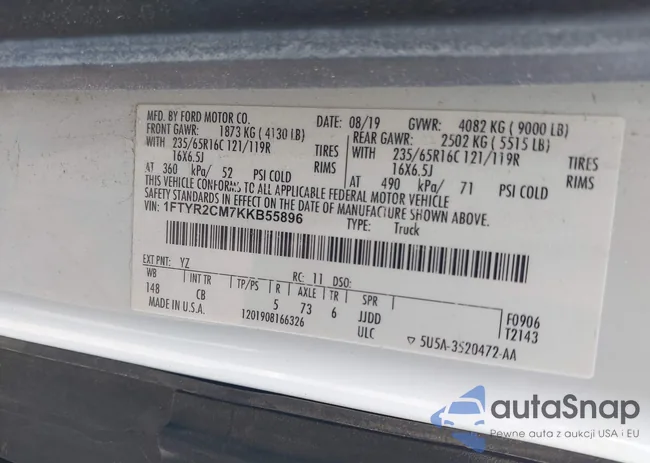 MFD. BY FORD MOTOR CO. DATE: 08/19 GVWR: 4082 KG ( 9000 LB)
FRONT GAWR: 1873 KG ( 4130 LB) REAR GAWR: 2502 KG ( 5515 LB)
WITH 235/65R16C 121/119R TIRES WITH 235/65R16C 121/119R TIRES
16X6.5J RIMS 16X6.5J RIMS
AT 360 kPa/ 52 PSI COLD AT 490 kPa/ 71 PSI COLD
THIS VEHICLE CONFORMS TO ALL APPLICABLE FEDERAL MOTOR VEHICLE
SAFETY STANDARDS IN EFFECT ON THE DATE OF MANUFACTURE SHOWN ABOVE.
VIN: 1FTYR2CM7KKB55896 TYPE: Truck
EXT PNT: YZ RC: 11 DSO:
WB INT TR TP/PS R AXLE TR SPR
148 CB 5 73 6 JJDD F0906
MADE IN U.S.A. 1201908166326 ULC T2143
5U5A-3520472-AA
autaSnap
Pewne auta z aukcji USA i EU